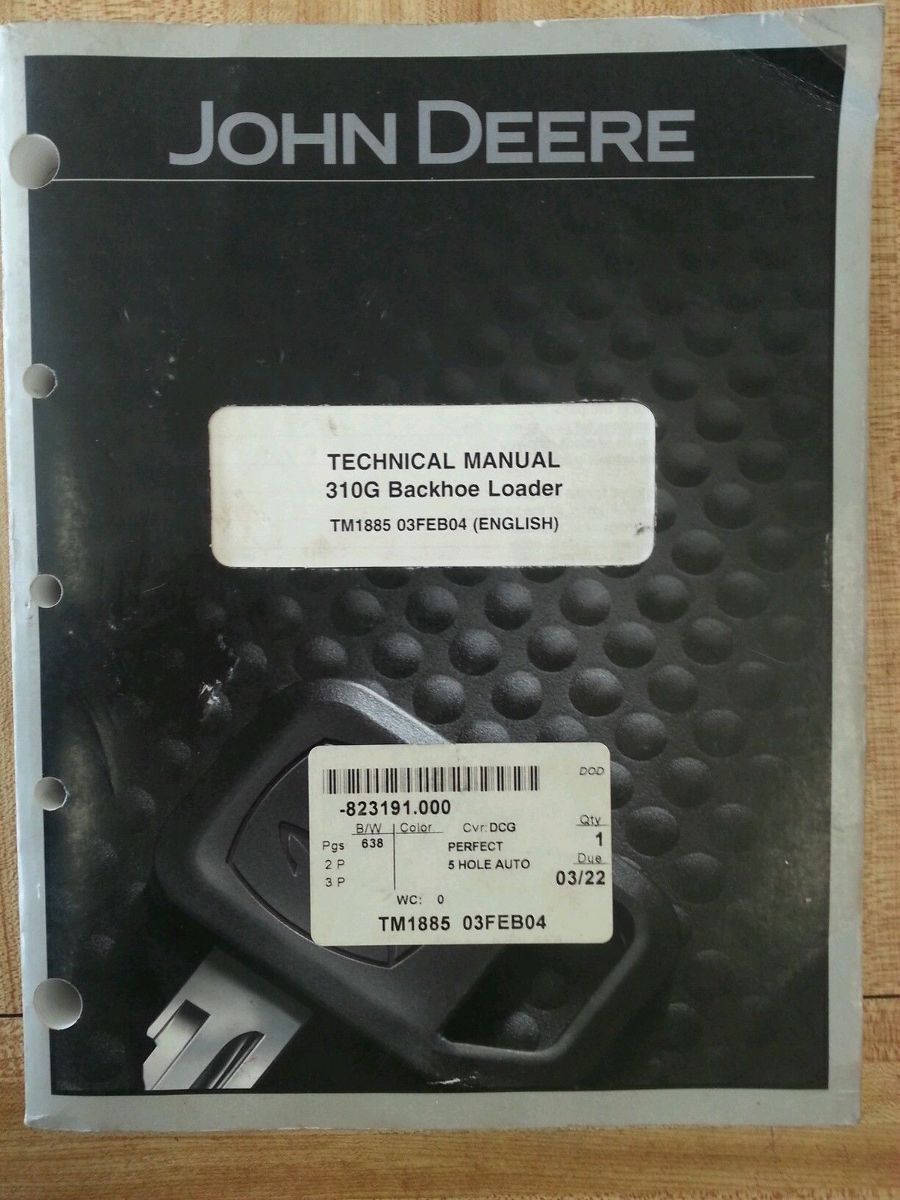 JOHN DEERE
TECHNICAL MANUAL
310G Backhoe Loader
TM1885 03FEB04 (ENGLISH)
DOD
-823191.000
B/W Color Cvr: DCG Qty
Pgs 638 PERFECT 1
2 P 5 HOLE AUTO Due
3 P 03/22
WC: 0
TM1885 03FEB04